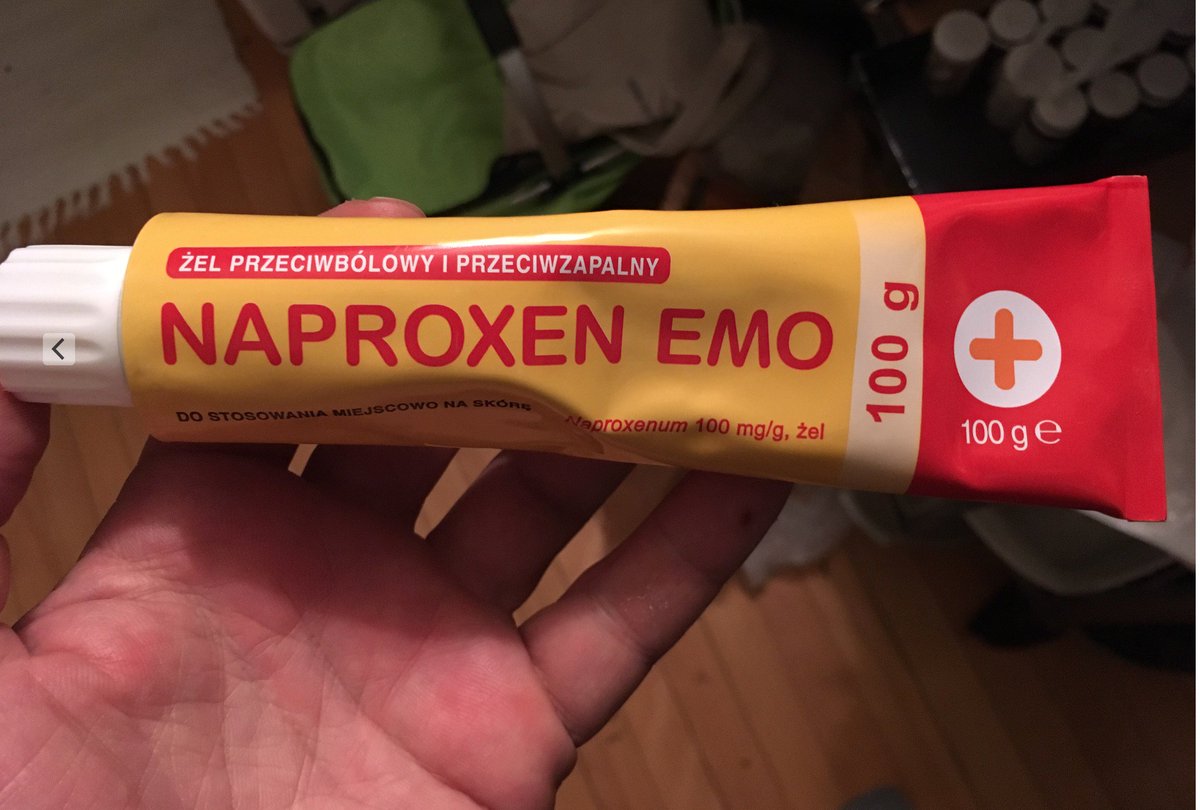 ŻEL PRZECIWBÓLOWY I PRZECIWZAPALNY
NAPROXEN EMO
DO STOSOWANIA MIEJSCOWO NA SKÓRĘ
Naproxenum 100 mg/g, żel
100 g
100 g ℮